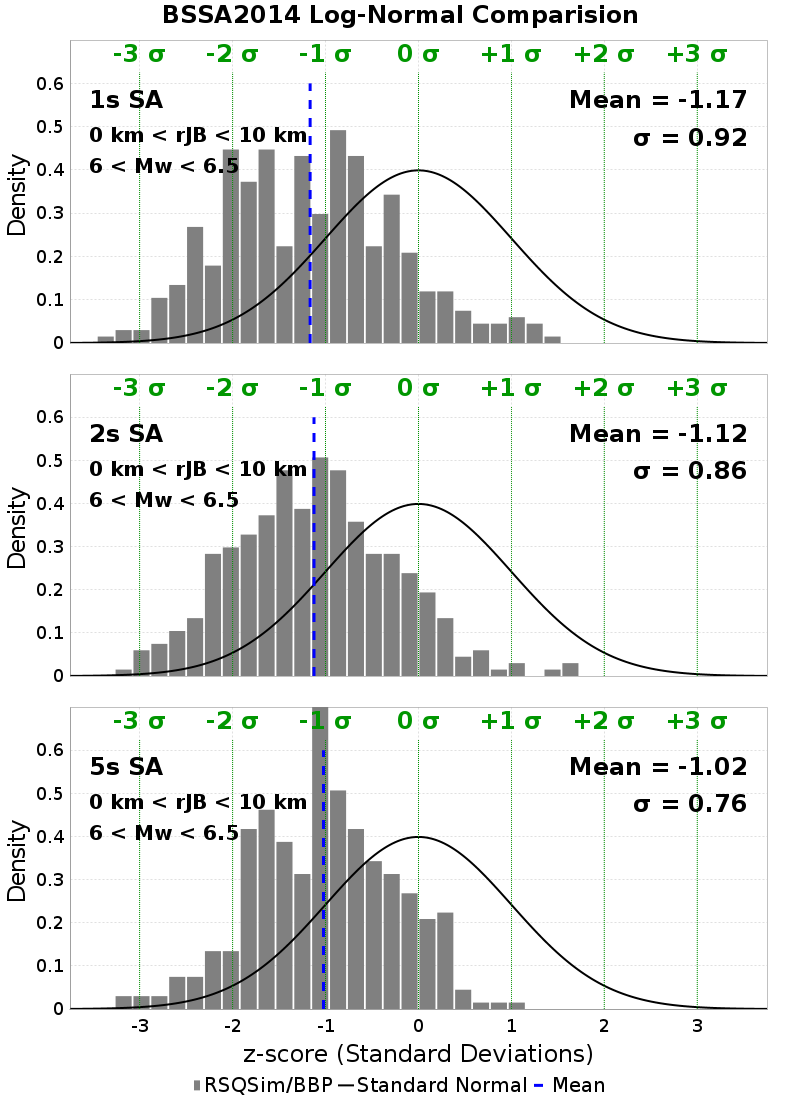 BSSA2014 Log-Normal Comparision
-3 σ -2 σ -1 σ 0 σ +1 σ +2 σ +3 σ
0.6
0.5
0.4
0.3
0.2
0.1
0
Density
1s SA
0 km < rJB < 10 km
6 < Mw < 6.5
Mean = -1.17
σ = 0.92
-3 σ -2 σ -1 σ 0 σ +1 σ +2 σ +3 σ
0.6
0.5
0.4
0.3
0.2
0.1
0
Density
2s SA
0 km < rJB < 10 km
6 < Mw < 6.5
Mean = -1.12
σ = 0.86
-3 σ -2 σ -1 σ 0 σ +1 σ +2 σ +3 σ
0.6
0.5
0.4
0.3
0.2
0.1
0
Density
5s SA
0 km < rJB < 10 km
6 < Mw < 6.5
Mean = -1.02
σ = 0.76
-3 -2 -1 0 1 2 3
z-score (Standard Deviations)
RSQSim/BBP Standard Normal Mean